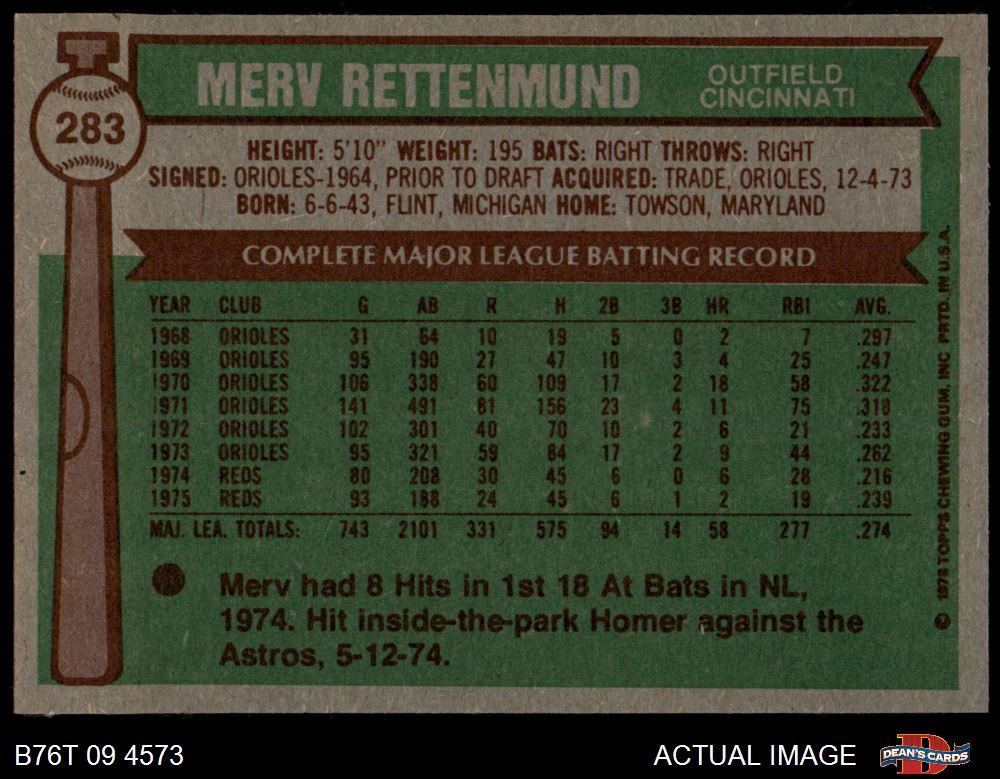 283
MERV RETTENMUND
OUTFIELD
CINCINNATI
HEIGHT: 5'10" WEIGHT: 195 BATS: RIGHT THROWS: RIGHT
SIGNED: ORIOLES-1964, PRIOR TO DRAFT ACQUIRED: TRADE, ORIOLES, 12-4-73
BORN: 6-6-43, FLINT, MICHIGAN HOME: TOWSON, MARYLAND
COMPLETE MAJOR LEAGUE BATTING RECORD
YEAR CLUB G AB R H 2B 3B HR RBI AVG.
1968 ORIOLES 31 64 10 19 5 0 2 7 .297
1969 ORIOLES 95 190 27 47 10 3 4 25 .247
1970 ORIOLES 106 338 60 109 17 2 18 58 .322
1971 ORIOLES 141 491 81 156 23 4 11 75 .318
1972 ORIOLES 102 301 40 70 10 2 6 21 .233
1973 ORIOLES 95 321 59 84 17 2 9 44 .262
1974 REDS 80 208 30 45 6 0 6 28 .216
1975 REDS 93 188 24 45 6 1 2 19 .239
MAJ. LEA. TOTALS: 743 2101 331 575 94 14 58 277 .274
Merv had 8 Hits in 1st 18 At Bats in NL,
1974. Hit inside-the-park Homer against the
Astros, 5-12-74.
© 1976 TOPPS CHEWING GUM, INC PRTD. IN U.S.A.
B76T 09 4573
ACTUAL IMAGE
DEAN'S CARDS